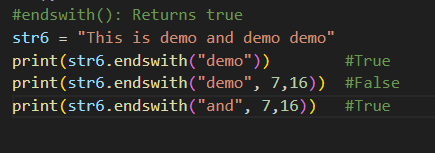 #endswith(): Returns true
str6 = "This is demo and demo demo"
print(str6.endswith("demo")) #True
print(str6.endswith("demo", 7,16)) #False
print(str6.endswith("and", 7,16)) #True